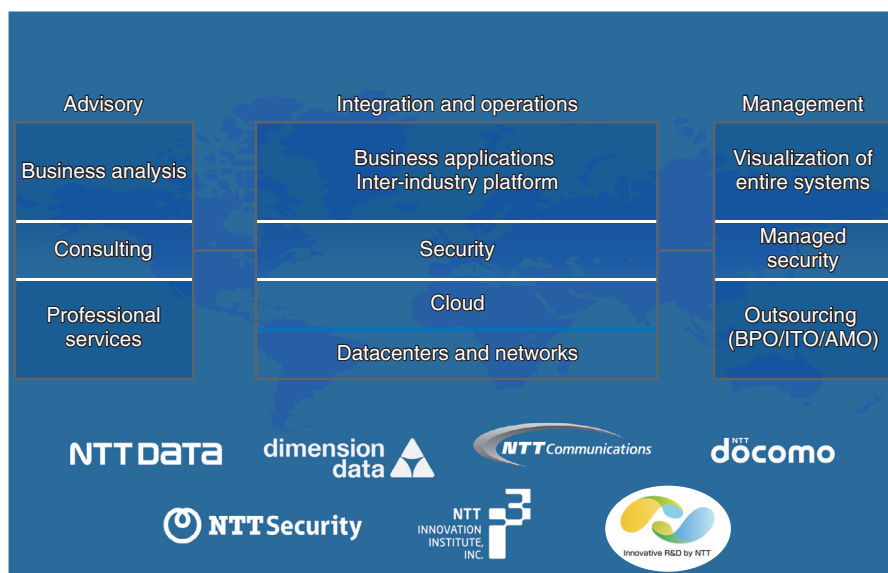 Advisory
Integration and operations
Management
Business analysis
Consulting
Professional
services
Business applications
Inter-industry platform
Security
Cloud
Datacenters and networks
Visualization of
entire systems
Managed
security
Outsourcing
(BPO/ITO/AMO)
NTT DATA
dimension
data
NTT Communications
NTT
docomo
NTT Security
NTT
INNOVATION
INSTITUTE,
INC.
i3
Innovative R&D by NTT